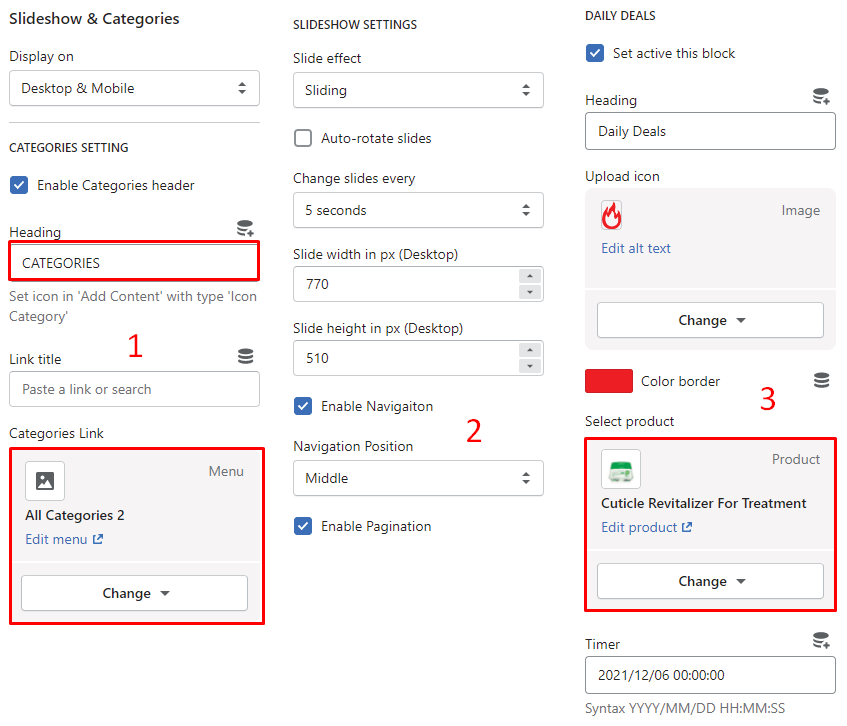 Slideshow & Categories
Display on
Desktop & Mobile
CATEGORIES SETTING
Enable Categories header
Heading
CATEGORIES
Set icon in 'Add Content' with type 'Icon
Category'
1
Link title
Paste a link or search
Categories Link
Menu
All Categories 2
Edit menu
Change
SLIDESHOW SETTINGS
Slide effect
Sliding
Auto-rotate slides
Change slides every
5 seconds
Slide width in px (Desktop)
770
Slide height in px (Desktop)
510
Enable Navigaiton
2
Navigation Position
Middle
Enable Pagination
DAILY DEALS
Set active this block
Heading
Daily Deals
Upload icon
Image
Edit alt text
Change
Color border
3
Select product
Product
Cuticle Revitalizer For Treatment
Edit product
Change
Timer
2021/12/06 00:00:00
Syntax YYYY/MM/DD HH:MM:SS